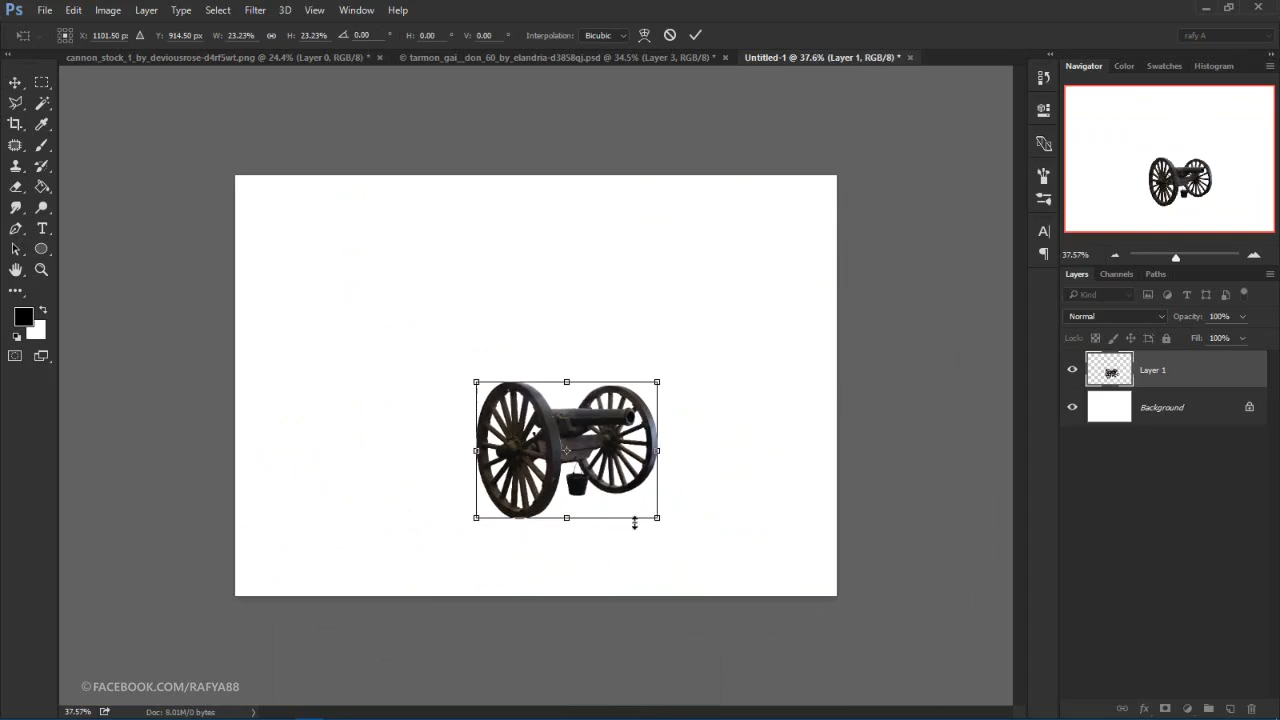 Ps File Edit Image Layer Type Select Filter 3D View Window Help
X: 1101.50 px Y: 914.50 px W: 23.23% H: 23.23% 0.00 ° H: 0.00 ° V: 0.00 ° Interpolation: Bicubic rafy A
cannon_stock_1_by_deviousrose-d4rf5wt.png @ 24.4% (Layer 0, RGB/8) * × © tarmon_gai__don_60_by_elandria-d3858qj.psd @ 34.5% (Layer 3, RGB/8) * × Untitled-1 @ 37.6% (Layer 1, RGB/8) * ×
Navigator Color Swatches Histogram
37.57%
Layers Channels Paths
Kind
Normal Opacity: 100%
Lock: Fill: 100%
Layer 1
Background
©FACEBOOK.COM/RAFYA88
37.57% Doc: 8.01M/0 bytes